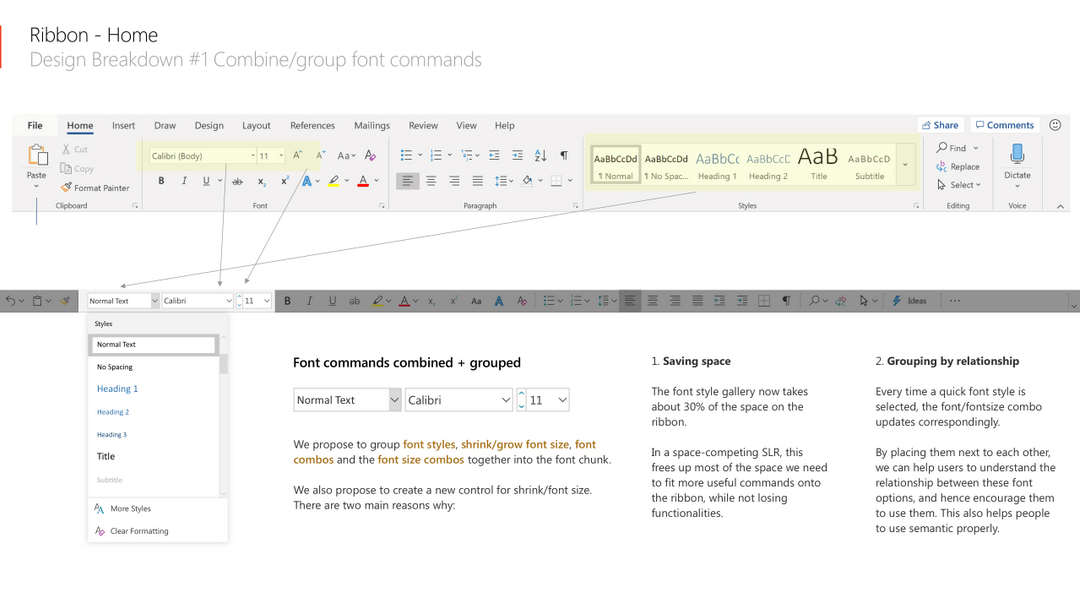 Ribbon - Home
Design Breakdown #1 Combine/group font commands
File Home Insert Draw Design Layout References Mailings Review View Help Share Comments
Cut
Copy
Paste
Format Painter
Clipboard
Calibri (Body) 11 A A Aa A
B I U ab x₂ x² A A
Font
Paragraph
AaBbCcDd AaBbCcDd AaBbCc AaBbCcD AaB AaBbCcD
¶ Normal ¶ No Spac... Heading 1 Heading 2 Title Subtitle
Styles
Find
Replace
Select
Editing
Dictate
Voice
Normal Text Calibri 11 B I U ab A x₂ x² Aa A A ¶ Ideas ...
Styles
Normal Text
No Spacing
Heading 1
Heading 2
Heading 3
Title
Subtitle
More Styles
Clear Formatting
Font commands combined + grouped
Normal Text Calibri 11
We propose to group font styles, shrink/grow font size, font
combos and the font size combos together into the font chunk.
We also propose to create a new control for shrink/font size.
There are two main reasons why:
1. Saving space
The font style gallery now takes
about 30% of the space on the
ribbon.
In a space-competing SLR, this
frees up most of the space we need
to fit more useful commands onto
the ribbon, while not losing
functionalities.
2. Grouping by relationship
Every time a quick font style is
selected, the font/fontsize combo
updates correspondingly.
By placing them next to each other,
we can help users to understand the
relationship between these font
options, and hence encourage them
to use them. This also helps people
to use semantic properly.